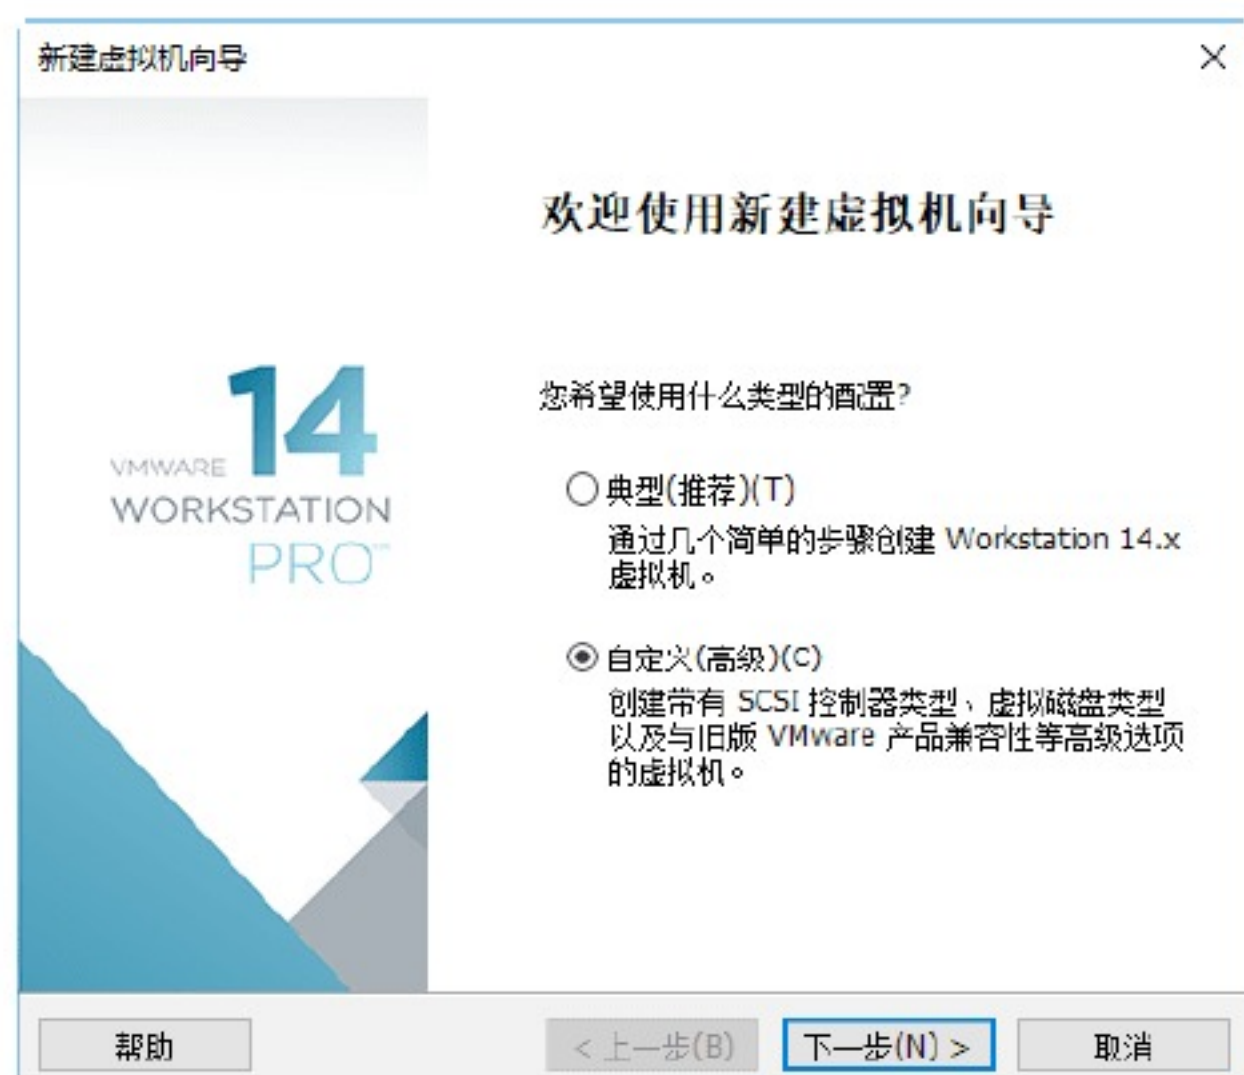 新建虚拟机向导
欢迎使用新建虚拟机向导
14
VMWARE
WORKSTATION
PRO™
您希望使用什么类型的配置?
典型(推荐)(T)
通过几个简单的步骤创建 Workstation 14.x
虚拟机。
自定义(高级)(C)
创建带有 SCSI 控制器类型、虚拟磁盘类型
以及与旧版 VMware 产品兼容性等高级选项
的虚拟机。
帮助
< 上一步(B)
下一步(N) >
取消